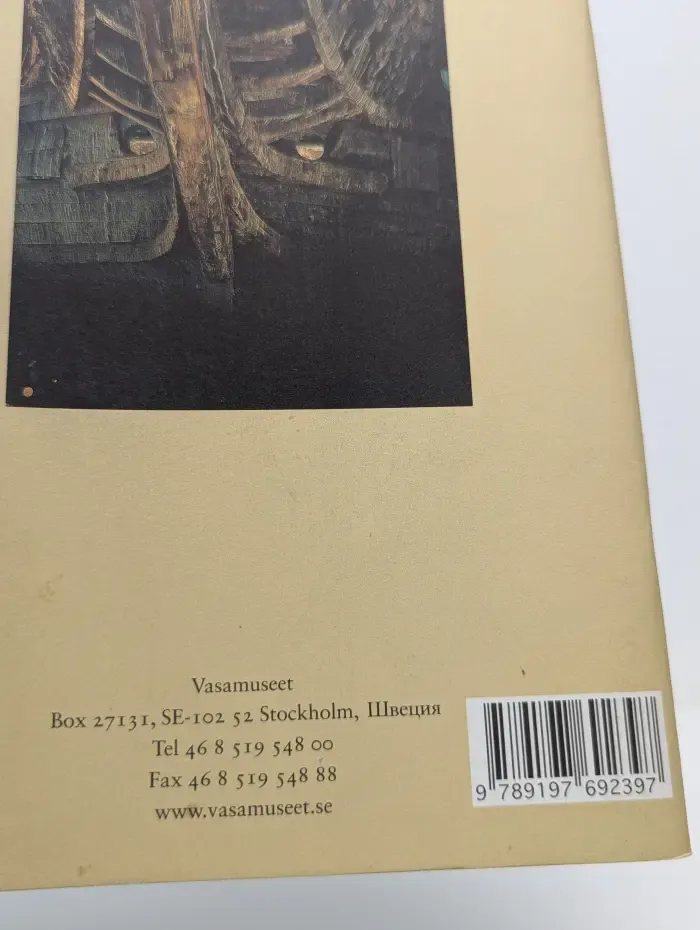 Vasamuseet
Box 27131, SE-102 52 Stockholm, Швеция
Tel 46 8 519 548 00
Fax 46 8 519 548 88
www.vasamuseet.se
9 789197 692397